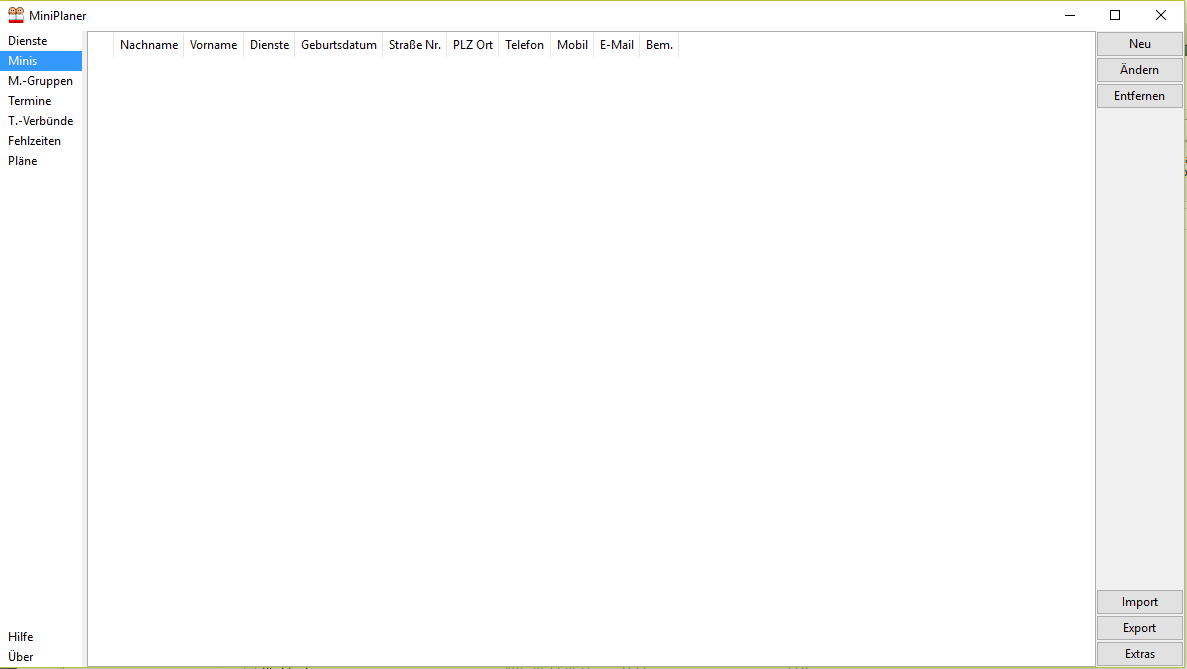 MiniPlaner
Dienste
Minis
M.-Gruppen
Termine
T.-Verbünde
Fehlzeiten
Pläne
Hilfe
Über
Nachname Vorname Dienste Geburtsdatum Straße Nr. PLZ Ort Telefon Mobil E-Mail Bem.
Neu
Ändern
Entfernen
Import
Export
Extras